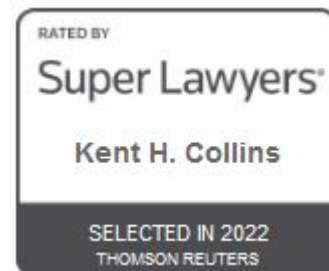 RATED BY
Super Lawyers®
Kent H. Collins
SELECTED IN 2022
THOMSON REUTERS